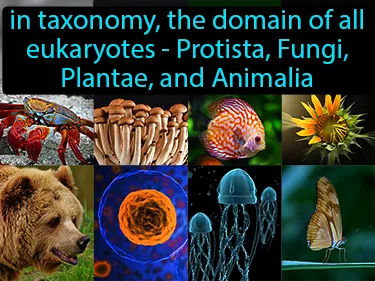 in taxonomy, the domain of all
eukaryotes - Protista, Fungi,
Plantae, and Animalia